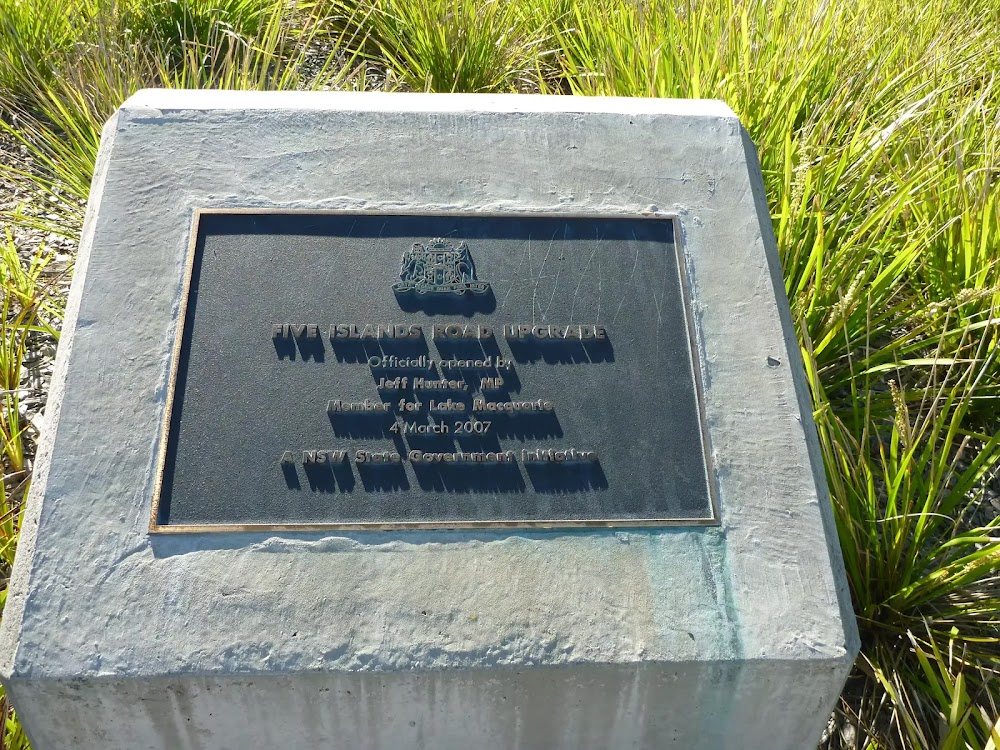 FIVE ISLANDS ROAD UPGRADE
Officially opened by
Jeff Hunter, MP
Member for Lake Macquarie
4 March 2007
A NSW State Government Initiative